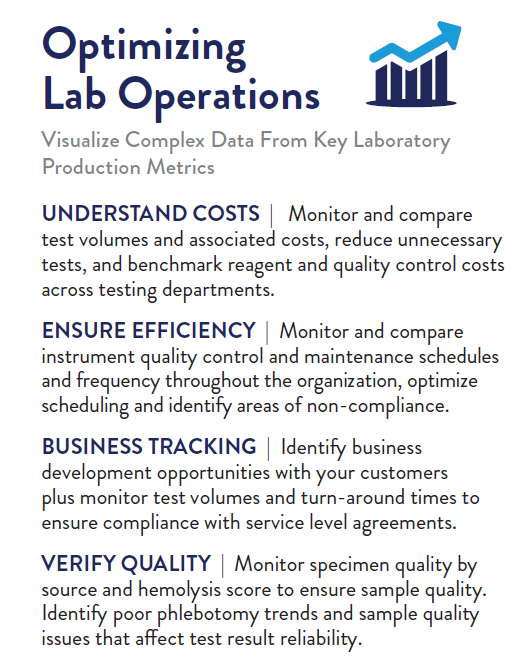 Optimizing
Lab Operations
Visualize Complex Data From Key Laboratory
Production Metrics
UNDERSTAND COSTS | Monitor and compare
test volumes and associated costs, reduce unnecessary
tests, and benchmark reagent and quality control costs
across testing departments.
ENSURE EFFICIENCY | Monitor and compare
instrument quality control and maintenance schedules
and frequency throughout the organization, optimize
scheduling and identify areas of non-compliance.
BUSINESS TRACKING | Identify business
development opportunities with your customers
plus monitor test volumes and turn-around times to
ensure compliance with service level agreements.
VERIFY QUALITY | Monitor specimen quality by
source and hemolysis score to ensure sample quality.
Identify poor phlebotomy trends and sample quality
issues that affect test result reliability.